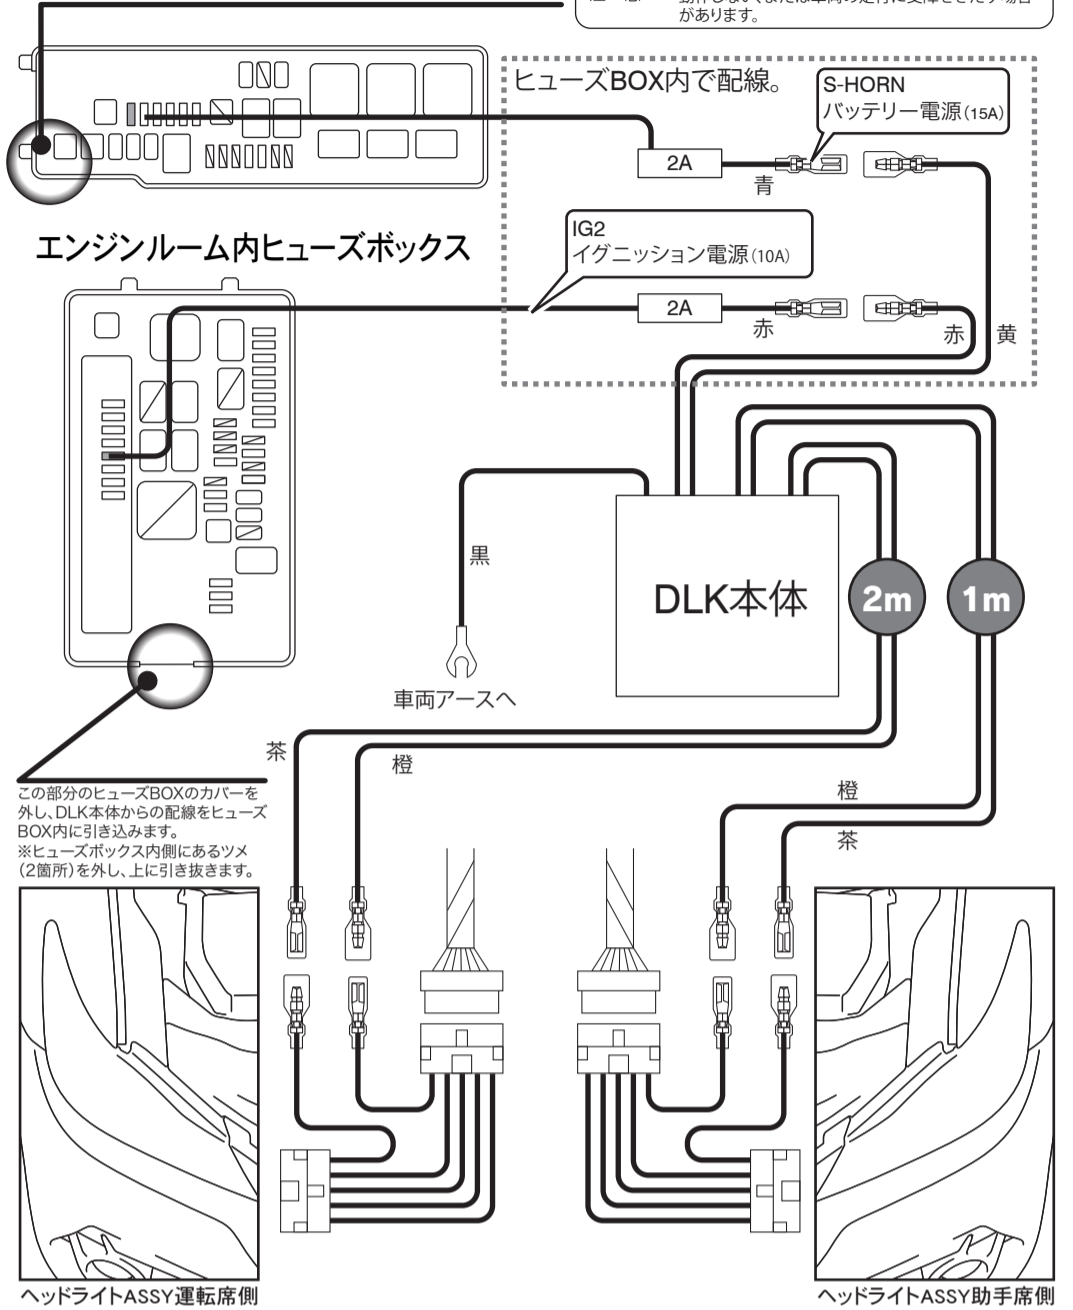 があります。
ヒューズBOX内で配線。
S-HORN
バッテリー電源(15A)
2A
青
エンジンルーム内ヒューズボックス
IG2
イグニッション電源(10A)
2A
赤
赤
黄
黒
DLK本体
2m
1m
車両アースへ
茶
橙
橙
茶
この部分のヒューズBOXのカバーを
外し、DLK本体からの配線をヒューズ
BOX内に引き込みます。
※ヒューズボックス内側にあるツメ
(2箇所)を外し、上に引き抜きます。
ヘッドライトASSY運転席側
ヘッドライトASSY助手席側